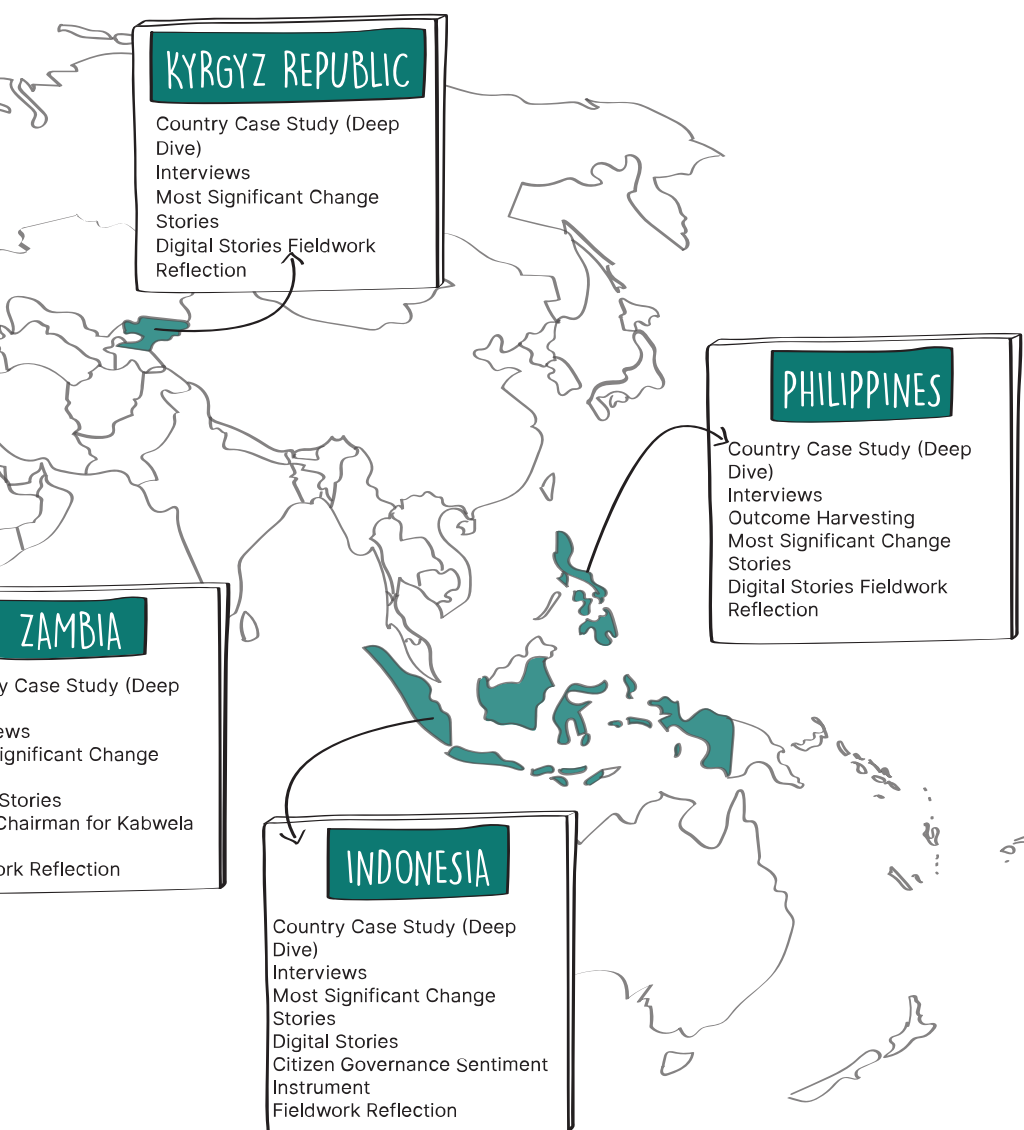 KYRGYZ REPUBLIC
Country Case Study (Deep
Dive)
Interviews
Most Significant Change
Stories
Digital Stories Fieldwork
Reflection
PHILIPPINES
Country Case Study (Deep
Dive)
Interviews
Outcome Harvesting
Most Significant Change
Stories
Digital Stories Fieldwork
Reflection
ZAMBIA
y Case Study (Deep
ews
ignificant Change
Stories
Chairman for Kabwela
ork Reflection
INDONESIA
Country Case Study (Deep
Dive)
Interviews
Most Significant Change
Stories
Digital Stories
Citizen Governance Sentiment
Instrument
Fieldwork Reflection